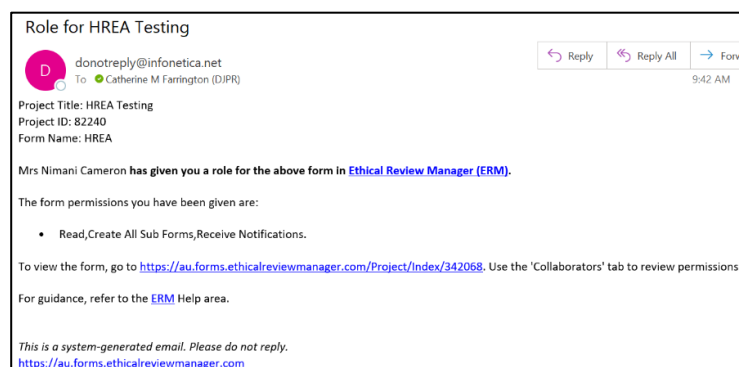 Role for HREA Testing
D
donotreply@infonetica.net
To Catherine M Farrington (DJPR)
Reply
Reply All
9:42 AM
Project Title: HREA Testing
Project ID: 82240
Form Name: HREA
Mrs Nimani Cameron has given you a role for the above form in Ethical Review Manager (ERM).
The form permissions you have been given are:
• Read,Create All Sub Forms,Receive Notifications.
To view the form, go to https://au.forms.ethicalreviewmanager.com/Project/Index/342068. Use the 'Collaborators' tab to review permissions
For guidance, refer to the ERM Help area.
This is a system-generated email. Please do not reply.
https://au.forms.ethicalreviewmanager.com